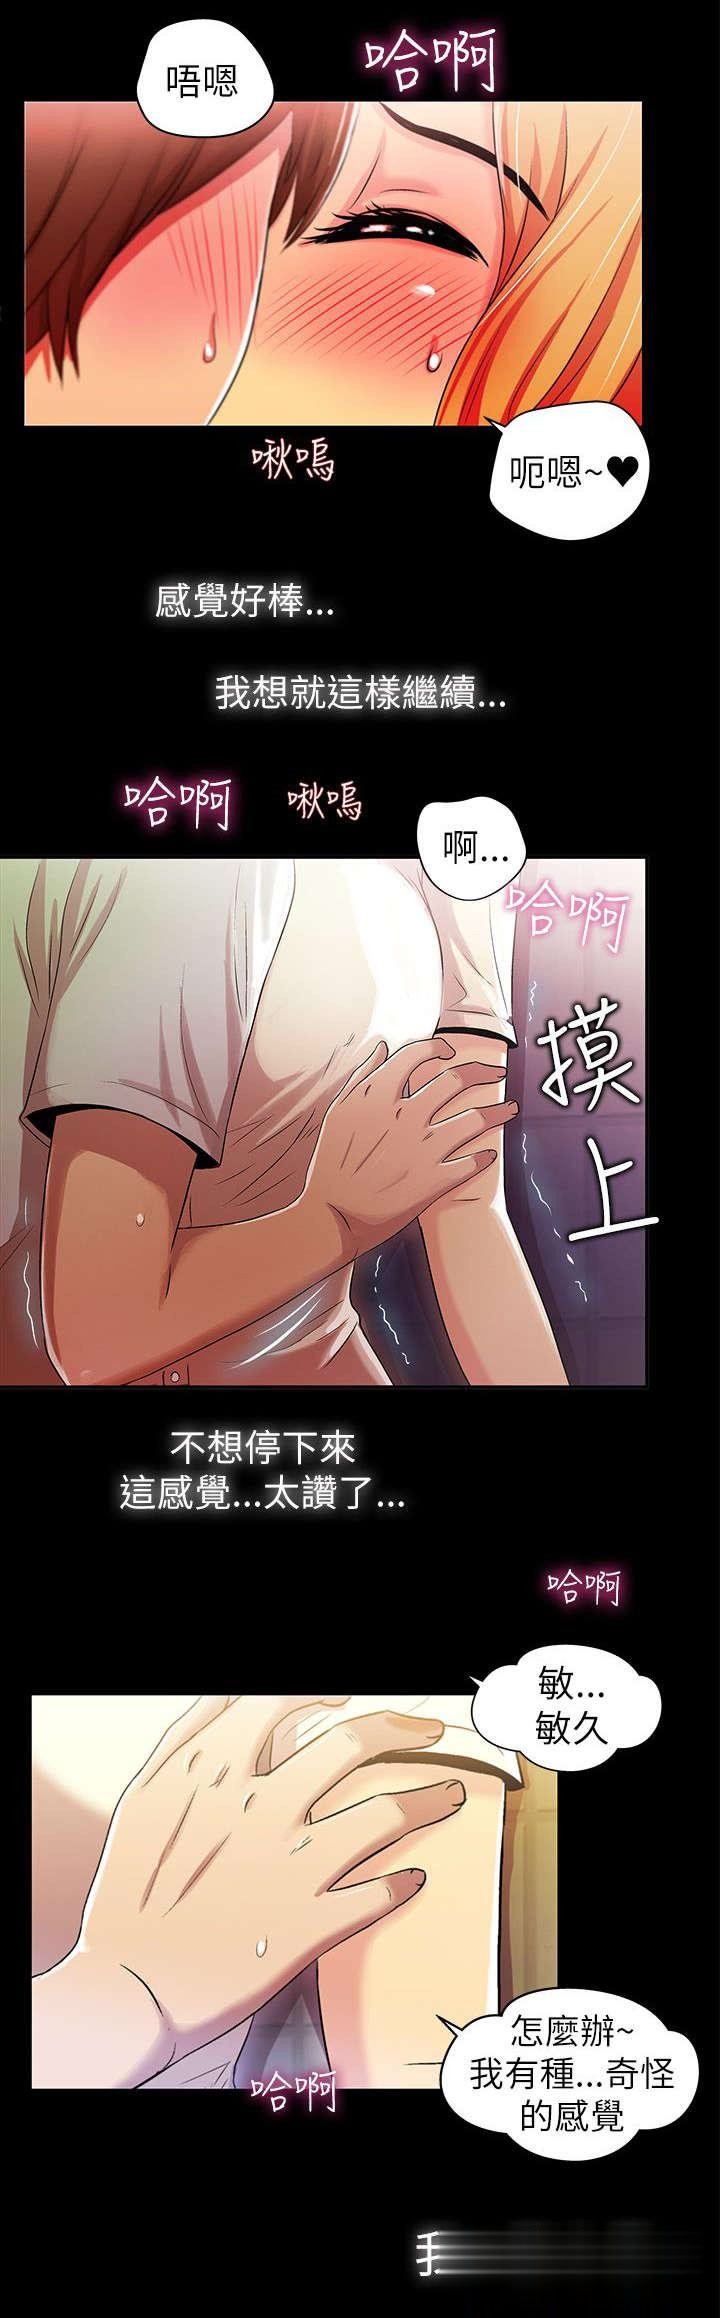 唔嗯
哈啊
啾嗚
呃嗯~♥
感覺好棒...
我想就這樣繼續...
哈啊
啾嗚
啊...
哈啊
摸
上
不想停下來
這感覺...太讚了...
哈啊
敏...
敏久
怎麼辦~
我有種...奇怪
的感覺
哈啊